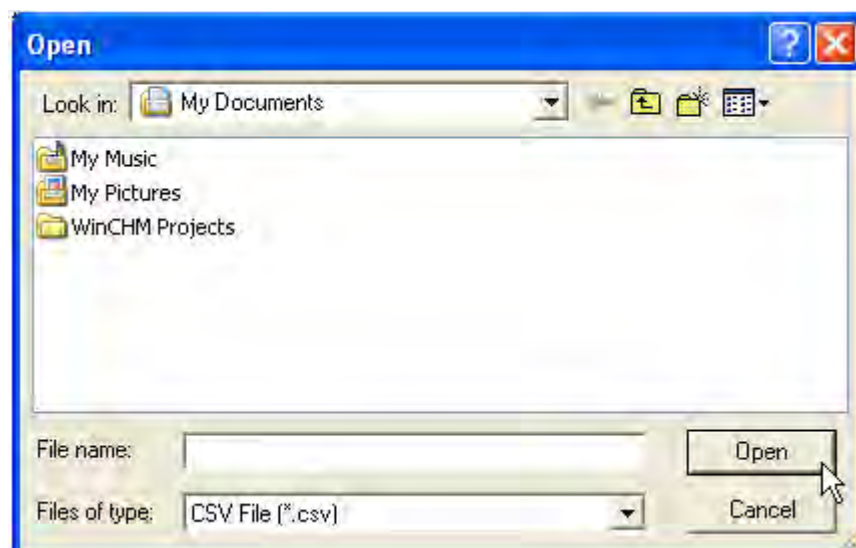 Open
Look in: My Documents
My Music
My Pictures
WinCHM Projects
File name: Open
Files of type: CSV File (*.csv) Cancel